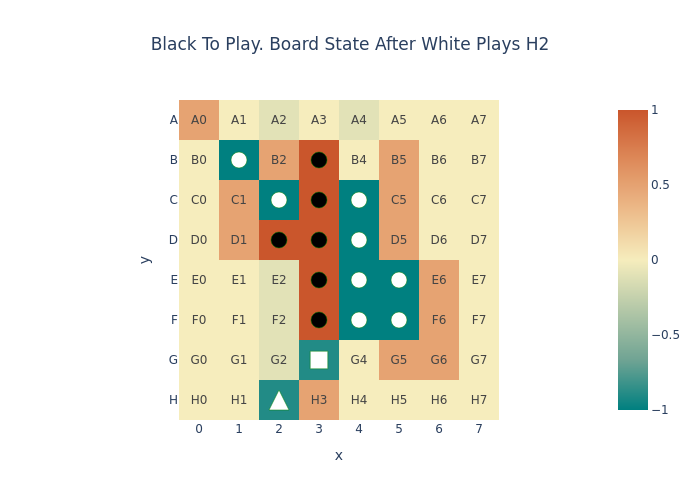 Black To Play. Board State After White Plays H2
A A0 A1 A2 A3 A4 A5 A6 A7
B B0 B2 B4 B5 B6 B7
C C0 C1 C5 C6 C7
D D0 D1 D5 D6 D7
E E0 E1 E2 E6 E7
F F0 F1 F2 F6 F7
G G0 G1 G2 G4 G5 G6 G7
H H0 H1 H3 H4 H5 H6 H7
0 1 2 3 4 5 6 7
x
y
1
0.5
0
−0.5
−1